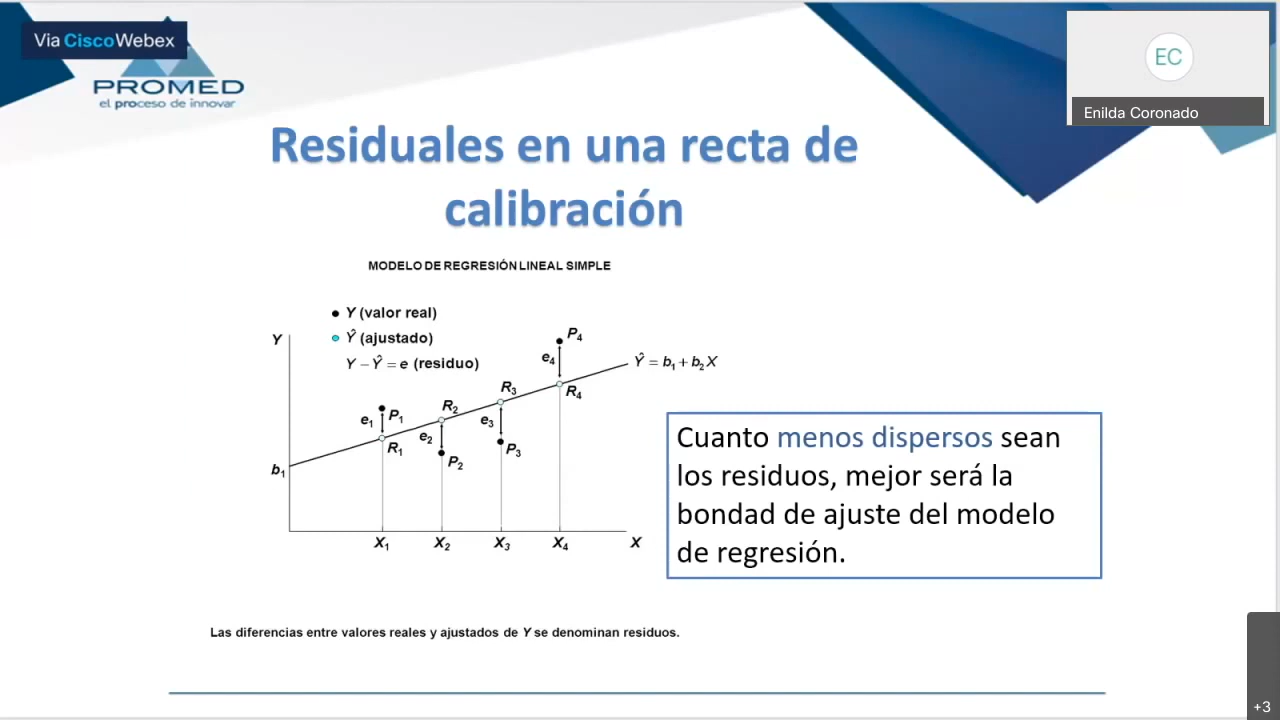 Via Cisco Webex
PROMED
el proceso de innovar
EC
Enilda Coronado
Residuales en una recta de
calibración
MODELO DE REGRESIÓN LINEAL SIMPLE
Y (valor real)
Ŷ (ajustado)
Y – Ŷ = e (residuo)
Y
P4
e4
Ŷ = b1 + b2X
R4
R3
R2
e1
P1
e2
e3
R1
P2
P3
b1
X1
X2
X3
X4
X
Cuanto menos dispersos sean
los residuos, mejor será la
bondad de ajuste del modelo
de regresión.
Las diferencias entre valores reales y ajustados de Y se denominan residuos.
+3